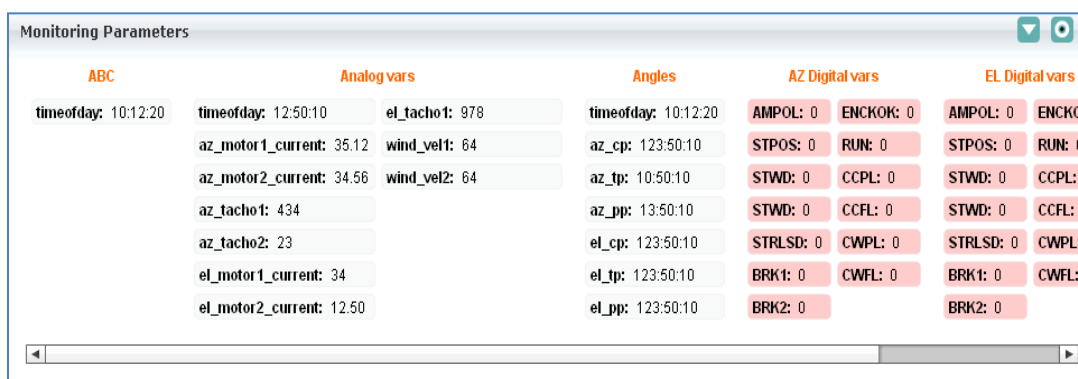 Monitoring Parameters
ABC Analog vars Angles AZ Digital vars EL Digital vars
timeofday: 10:12:20 timeofday: 12:50:10 el_tacho1: 978 timeofday: 10:12:20 AMPOL: 0 ENCKOK: 0 AMPOL: 0 ENCKO
az_motor1_current: 35.12 wind_vel1: 64 az_cp: 123:50:10 STPOS: 0 RUN: 0 STPOS: 0 RUN:
az_motor2_current: 34.56 wind_vel2: 64 az_tp: 10:50:10 STWD: 0 CCPL: 0 STWD: 0 CCPL:
az_tacho1: 434 az_pp: 13:50:10 STWD: 0 CCFL: 0 STWD: 0 CCFL:
az_tacho2: 23 el_cp: 123:50:10 STRLSD: 0 CWPL: 0 STRLSD: 0 CWPL
el_motor1_current: 34 el_tp: 123:50:10 BRK1: 0 CWFL: 0 BRK1: 0 CWFL:
el_motor2_current: 12.50 el_pp: 123:50:10 BRK2: 0 BRK2: 0